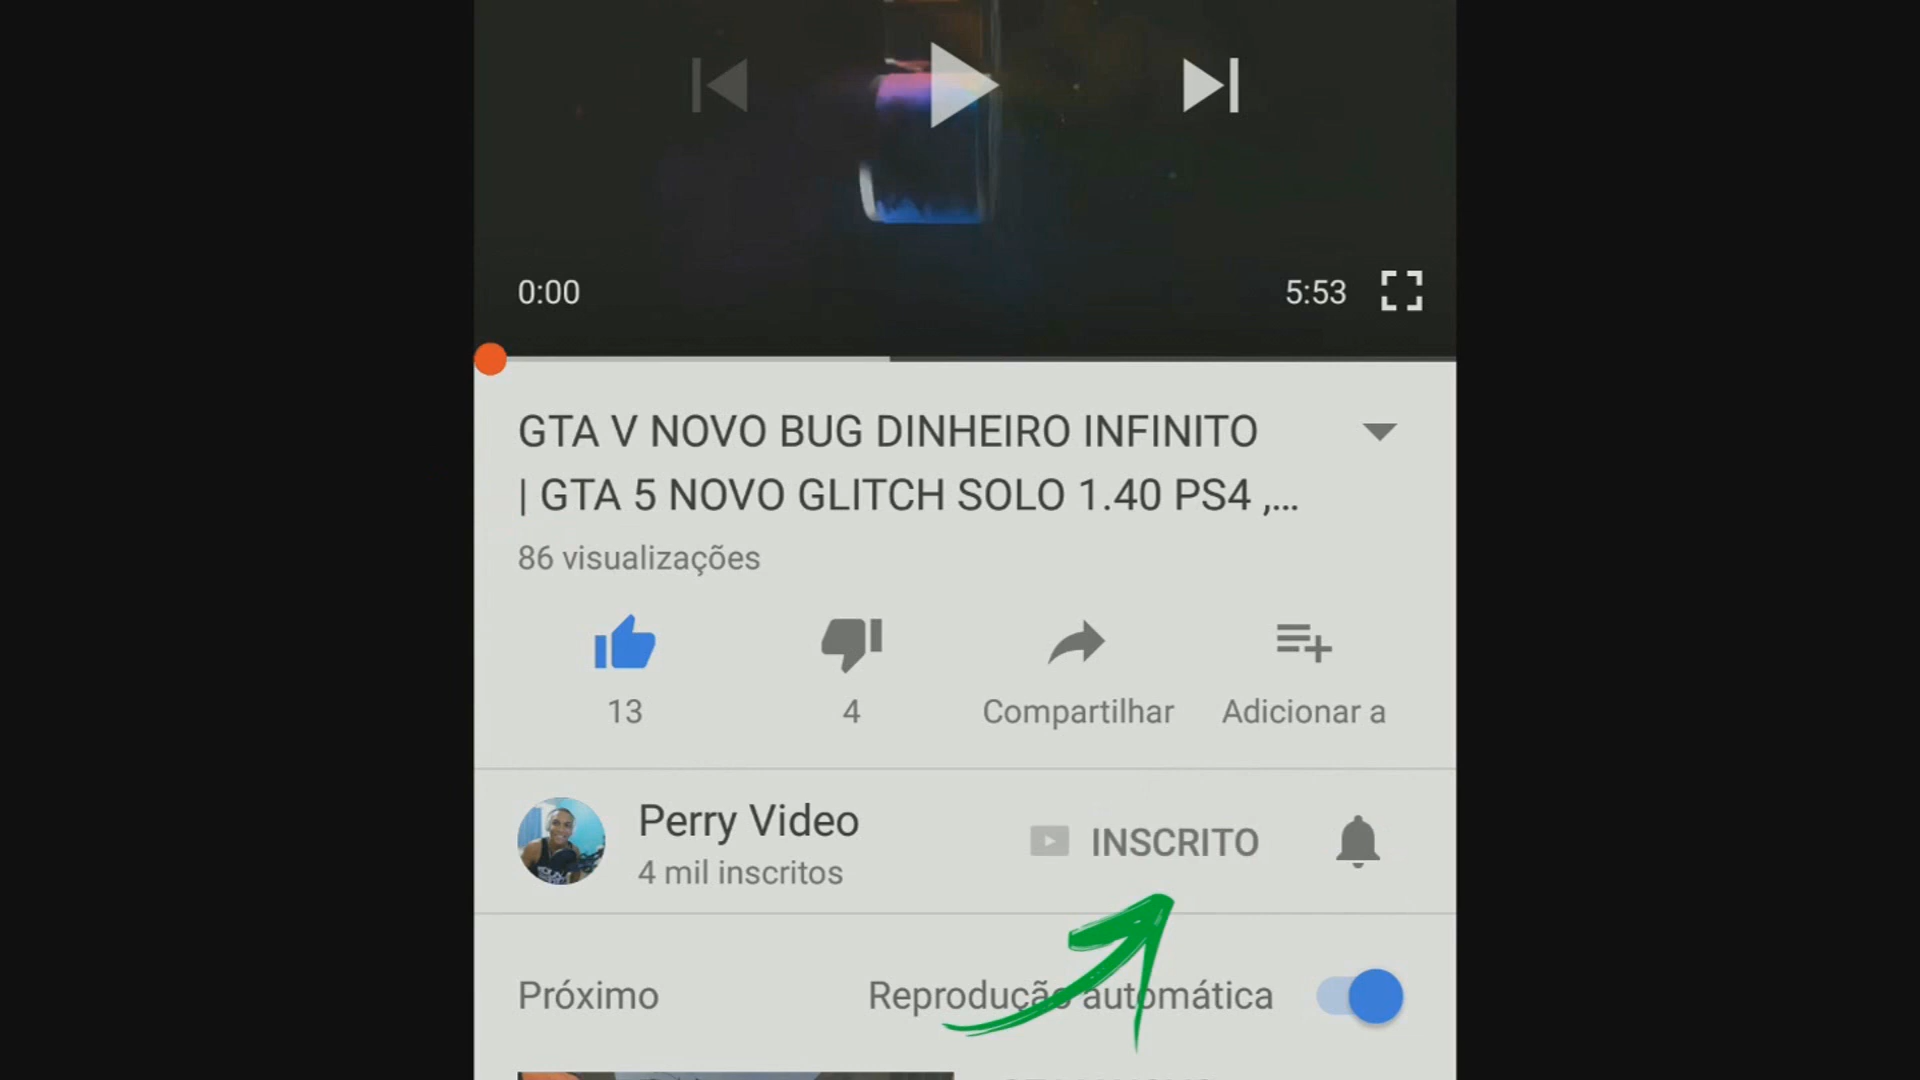 0:00
5:53
GTA V NOVO BUG DINHEIRO INFINITO
| GTA 5 NOVO GLITCH SOLO 1.40 PS4 ,...
86 visualizações
13
4
Compartilhar
Adicionar a
Perry Video
INSCRITO
4 mil inscritos
Próximo
Reprodução automática